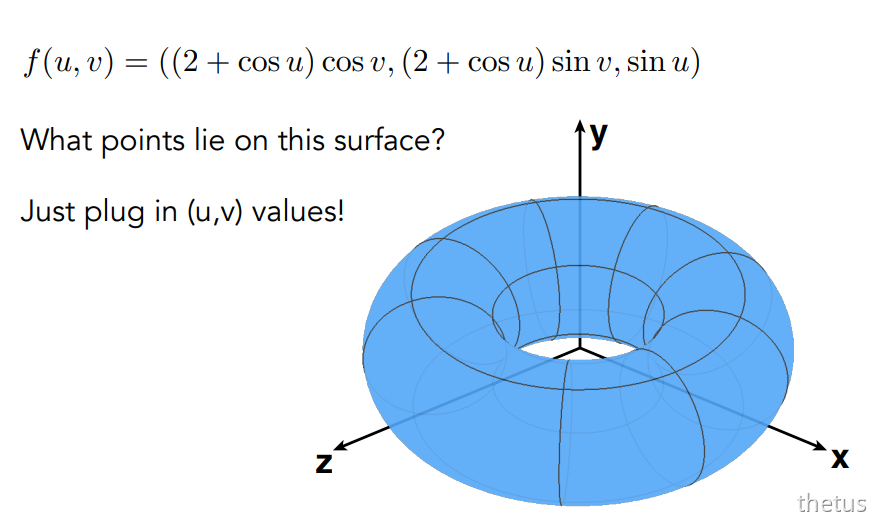 f(u, v) = ((2 + cos u) cos v, (2 + cos u) sin v, sin u)
What points lie on this surface?
Just plug in (u,v) values!
y
z
x
thetus